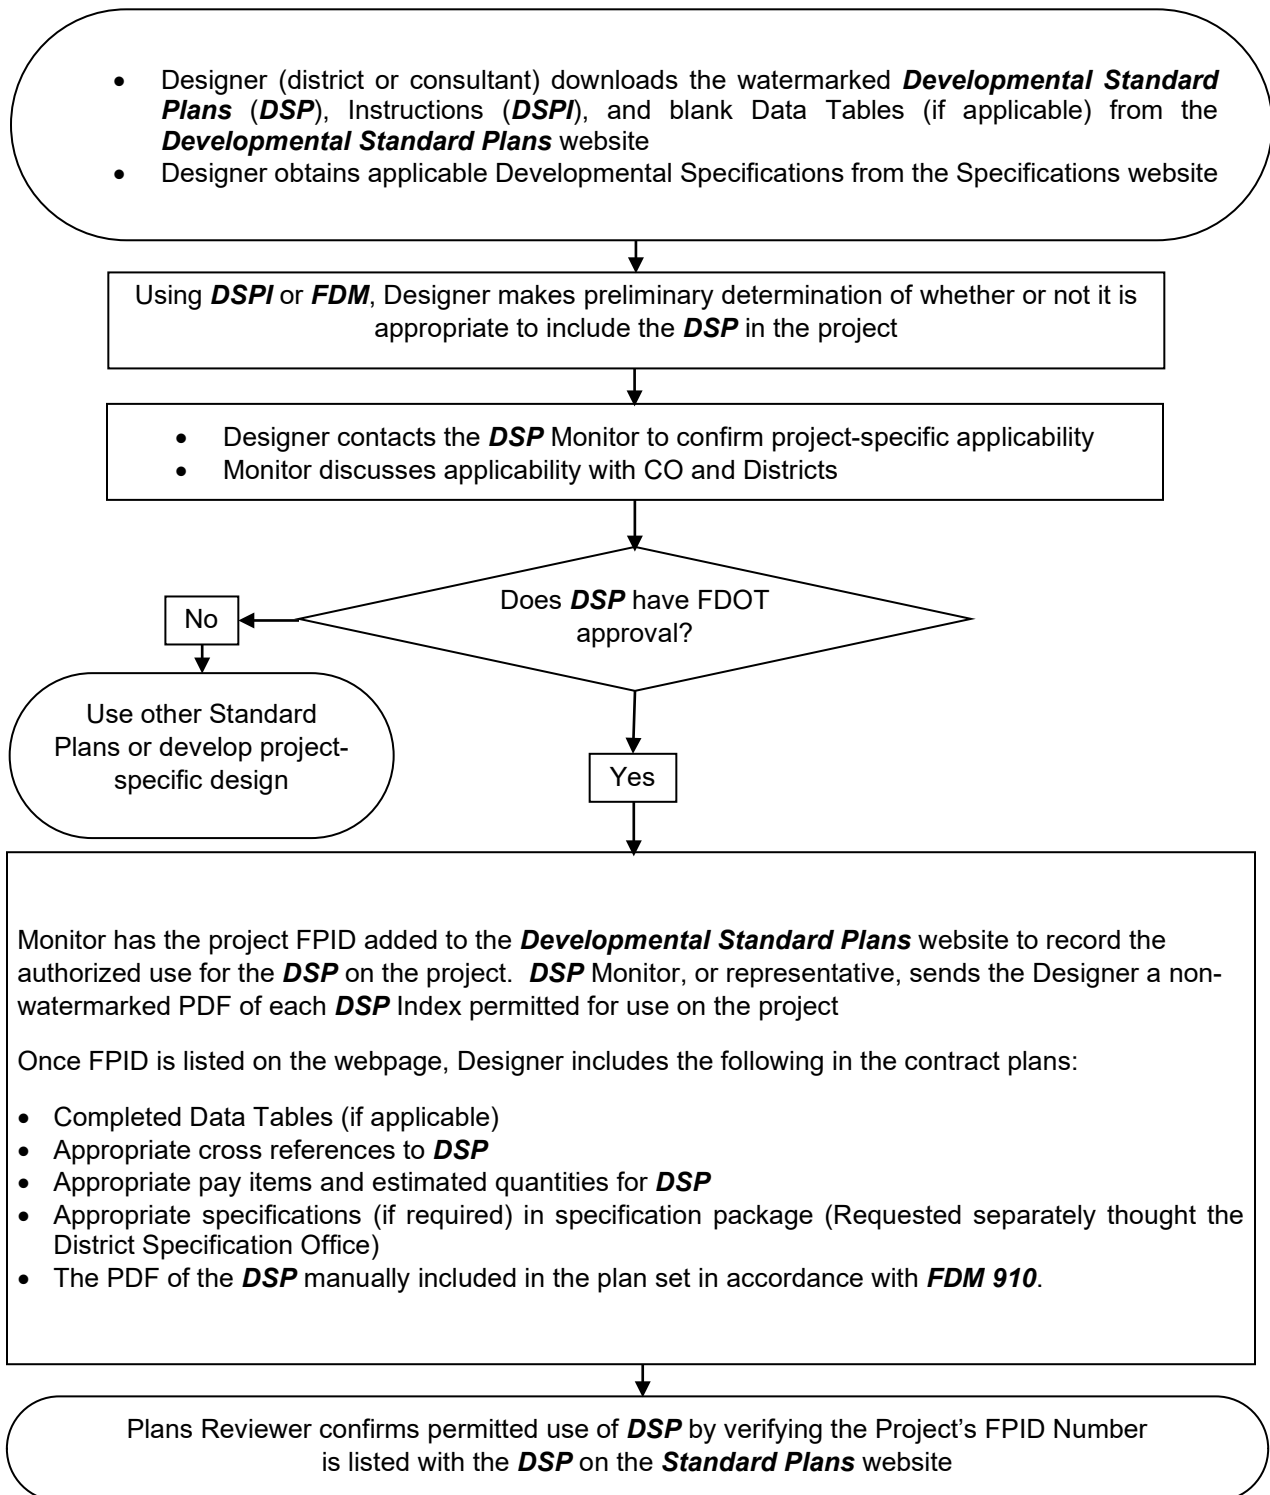 • Designer (district or consultant) downloads the watermarked Developmental Standard
Plans (DSP), Instructions (DSPI), and blank Data Tables (if applicable) from the
Developmental Standard Plans website
• Designer obtains applicable Developmental Specifications from the Specifications website
Using DSPI or FDM, Designer makes preliminary determination of whether or not it is
appropriate to include the DSP in the project
• Designer contacts the DSP Monitor to confirm project-specific applicability
• Monitor discusses applicability with CO and Districts
Does DSP have FDOT
approval?
No
Use other Standard
Plans or develop project-
specific design
Yes
Monitor has the project FPID added to the Developmental Standard Plans website to record the
authorized use for the DSP on the project. DSP Monitor, or representative, sends the Designer a non-
watermarked PDF of each DSP Index permitted for use on the project
Once FPID is listed on the webpage, Designer includes the following in the contract plans:
• Completed Data Tables (if applicable)
• Appropriate cross references to DSP
• Appropriate pay items and estimated quantities for DSP
• Appropriate specifications (if required) in specification package (Requested separately thought the
District Specification Office)
• The PDF of the DSP manually included in the plan set in accordance with FDM 910.
Plans Reviewer confirms permitted use of DSP by verifying the Project's FPID Number
is listed with the DSP on the Standard Plans website